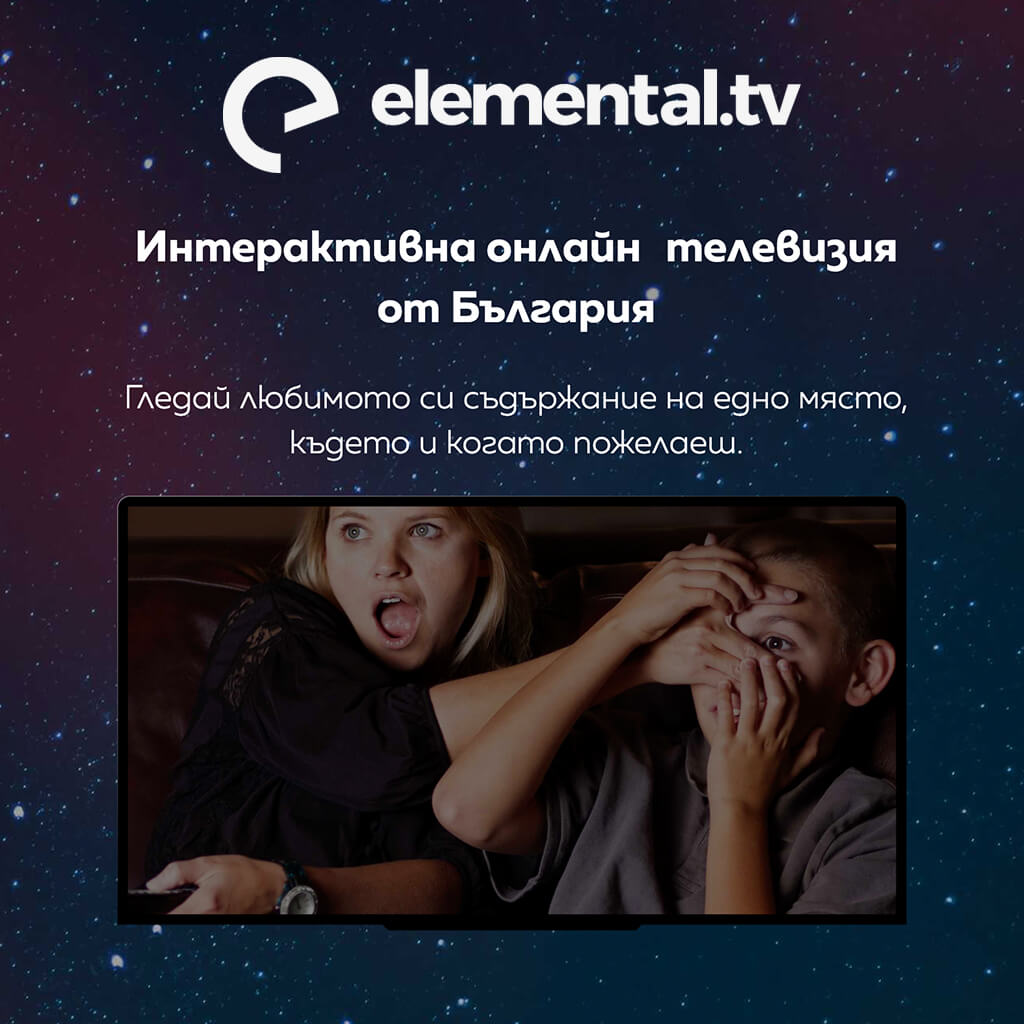 elemental.tv
Интерактивна онлайн телевизия
от България
Гледай любимото си съдържание на едно място,
където и когато пожелаеш.